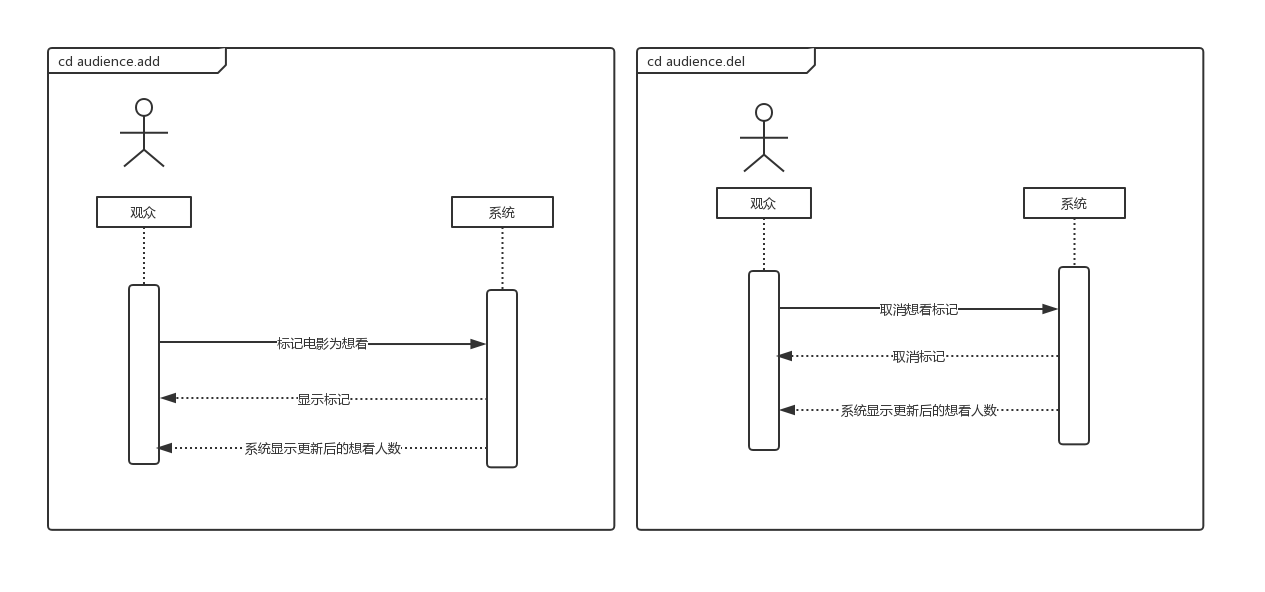 cd audience.add
观众
系统
标记电影为想看
显示标记
系统显示更新后的想看人数
cd audience.del
观众
系统
取消想看标记
取消标记
系统显示更新后的想看人数